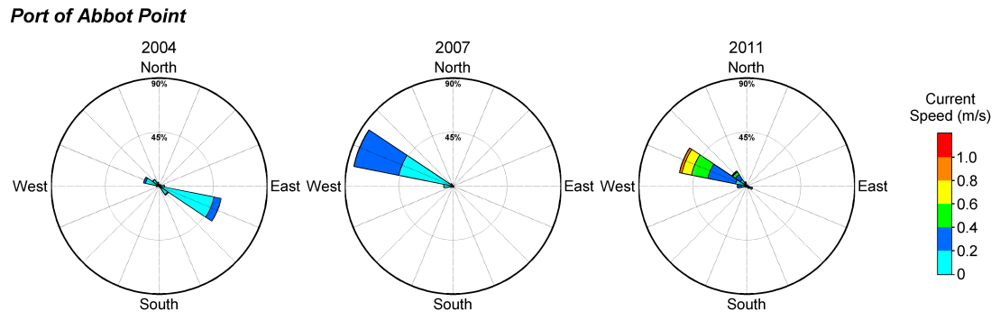 Port of Abbot Point
2004
North
90%
45%
West
East
South
2007
North
90%
45%
West
East
South
2011
North
90%
45%
West
East
South
Current
Speed (m/s)
1.0
0.8
0.6
0.4
0.2
0